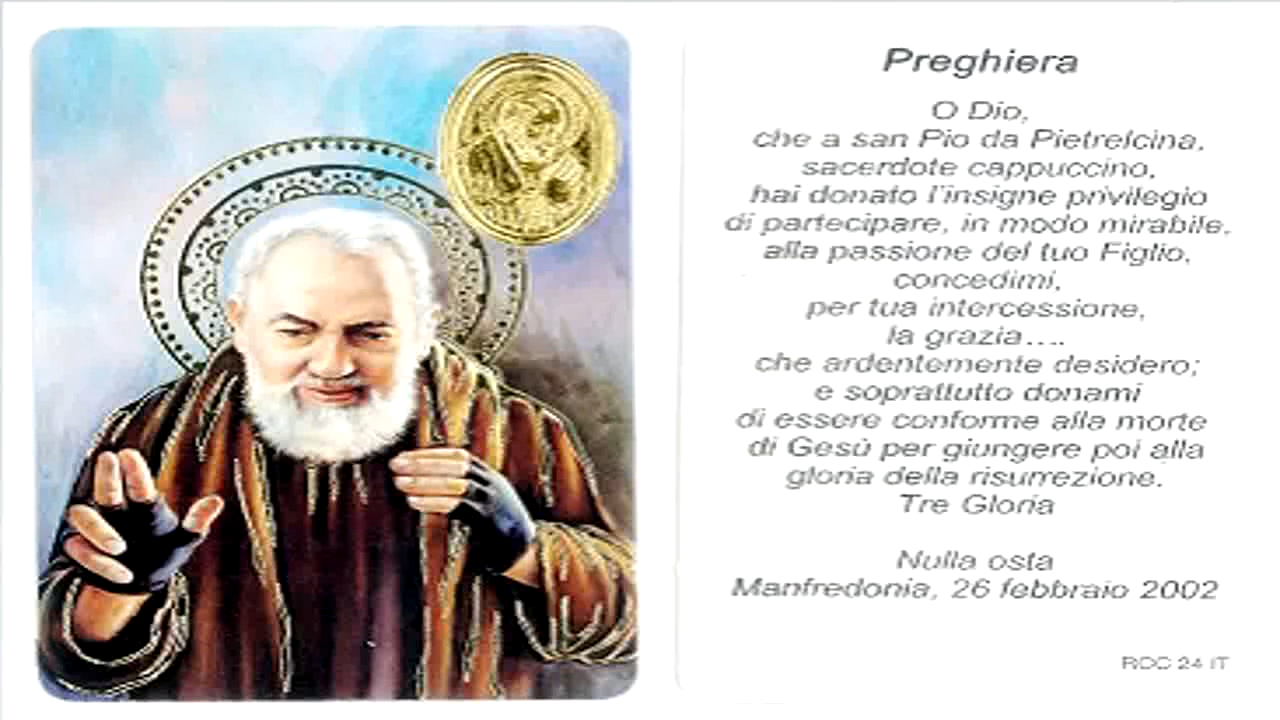 Preghiera
O Dio,
che a san Pio da Pietrelcina,
sacerdote cappuccino,
hai donato l'insigne privilegio
di partecipare, in modo mirabile,
alla passione del tuo Figlio,
concedimi,
per tua intercessione,
la grazia....
che ardentemente desidero;
e soprattutto donami
di essere conforme alla morte
di Gesù per giungere poi alla
gloria della risurrezione.
Tre Gloria
Nulla osta
Manfredonia, 26 febbraio 2002
ROC 24 IT